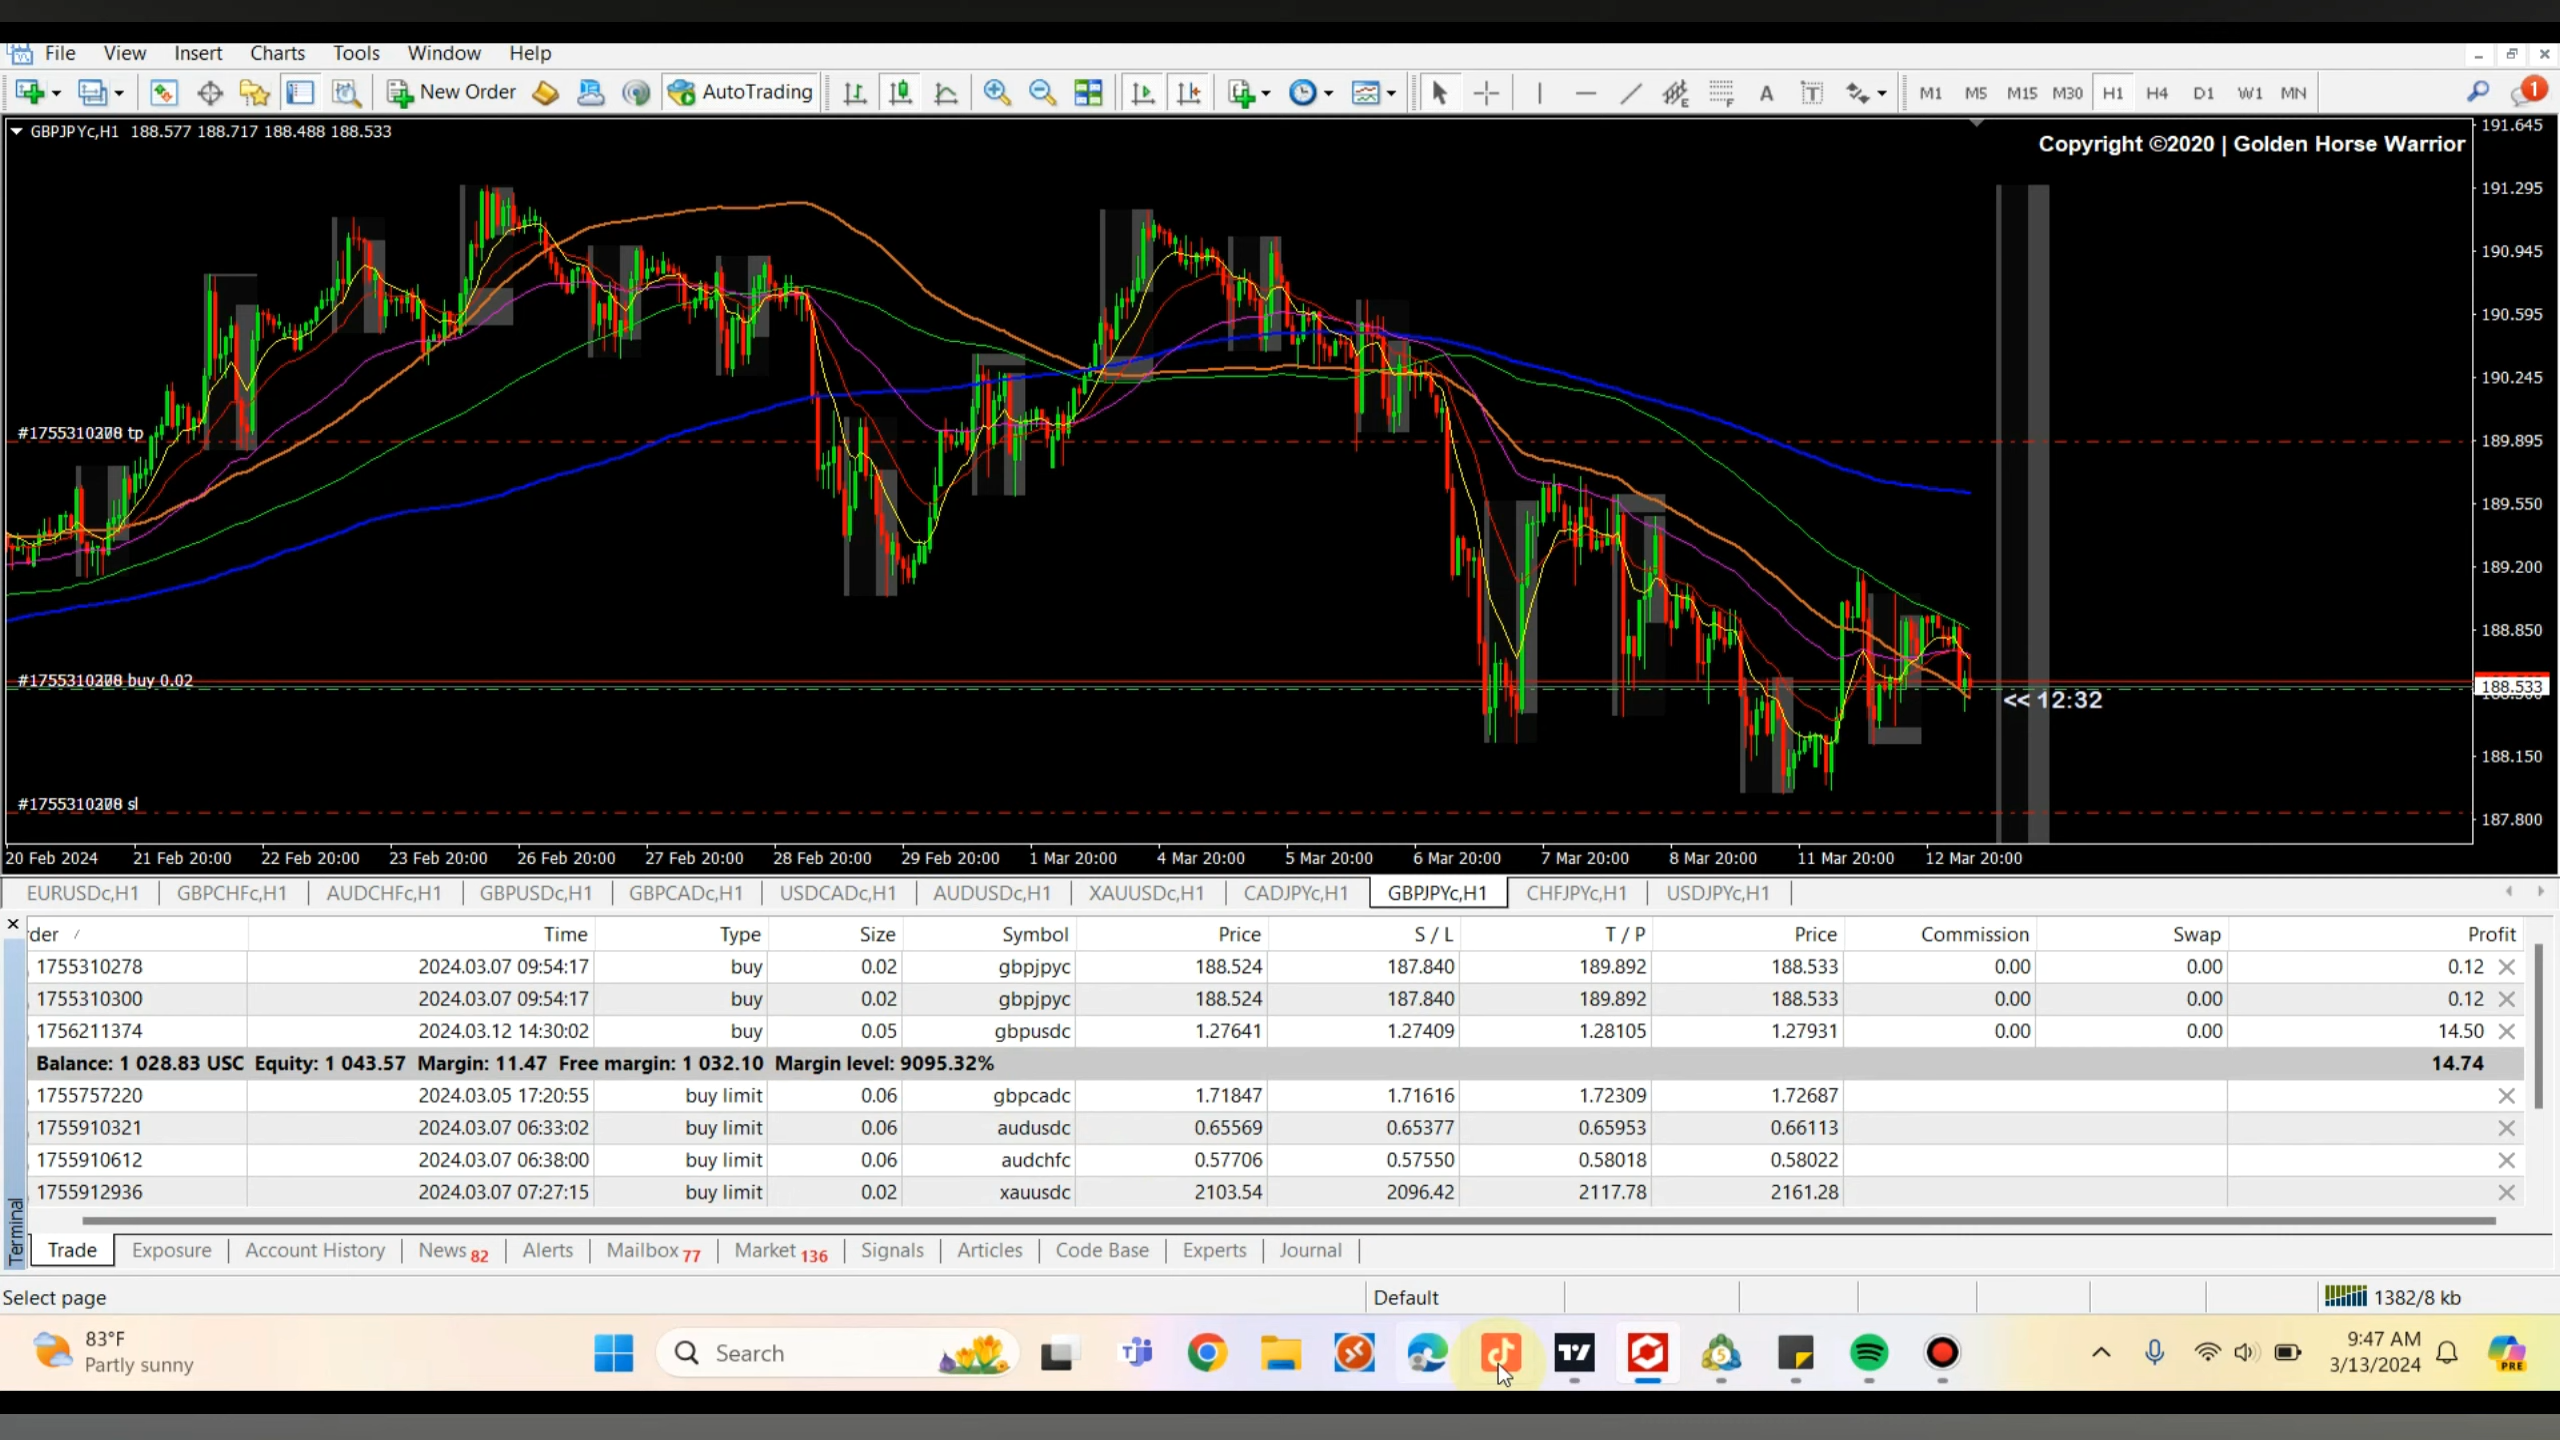 File View Insert Charts Tools Window Help
New Order AutoTrading A T M1 M5 M15 M30 H1 H4 D1 W1 MN 1
GBPJPYc,H1 188.577 188.717 188.488 188.533
Copyright ©2020 | Golden Horse Warrior
191.645
191.295
190.945
190.595
190.245
#1755310278 tp
189.895
189.550
189.200
188.850
#1755310278 buy 0.02
188.533
<< 12:32
188.150
#1755310278 sl
187.800
20 Feb 2024 21 Feb 20:00 22 Feb 20:00 23 Feb 20:00 26 Feb 20:00 27 Feb 20:00 28 Feb 20:00 29 Feb 20:00 1 Mar 20:00 4 Mar 20:00 5 Mar 20:00 6 Mar 20:00 7 Mar 20:00 8 Mar 20:00 11 Mar 20:00 12 Mar 20:00
EURUSDc,H1 GBPCHFc,H1 AUDCHFc,H1 GBPUSDc,H1 GBPCADc,H1 USDCADc,H1 AUDUSDc,H1 XAUUSDc,H1 CADJPYc,H1 GBPJPYc,H1 CHFJPYc,H1 USDJPYc,H1
der / Time Type Size Symbol Price S / L T / P Price Commission Swap Profit
1755310278 2024.03.07 09:54:17 buy 0.02 gbpjpyc 188.524 187.840 189.892 188.533 0.00 0.00 0.12
1755310300 2024.03.07 09:54:17 buy 0.02 gbpjpyc 188.524 187.840 189.892 188.533 0.00 0.00 0.12
1756211374 2024.03.12 14:30:02 buy 0.05 gbpusdc 1.27641 1.27409 1.28105 1.27931 0.00 0.00 14.50
Balance: 1 028.83 USC Equity: 1 043.57 Margin: 11.47 Free margin: 1 032.10 Margin level: 9095.32% 14.74
1755757220 2024.03.05 17:20:55 buy limit 0.06 gbpcadc 1.71847 1.71616 1.72309 1.72687
1755910321 2024.03.07 06:33:02 buy limit 0.06 audusdc 0.65569 0.65377 0.65953 0.66113
1755910612 2024.03.07 06:38:00 buy limit 0.06 audchfc 0.57706 0.57550 0.58018 0.58022
1755912936 2024.03.07 07:27:15 buy limit 0.02 xauusdc 2103.54 2096.42 2117.78 2161.28
Terminal
Trade Exposure Account History News 82 Alerts Mailbox 77 Market 136 Signals Articles Code Base Experts Journal
Select page Default 1382/8 kb
83°F
Partly sunny
Search
9:47 AM
3/13/2024
PRE